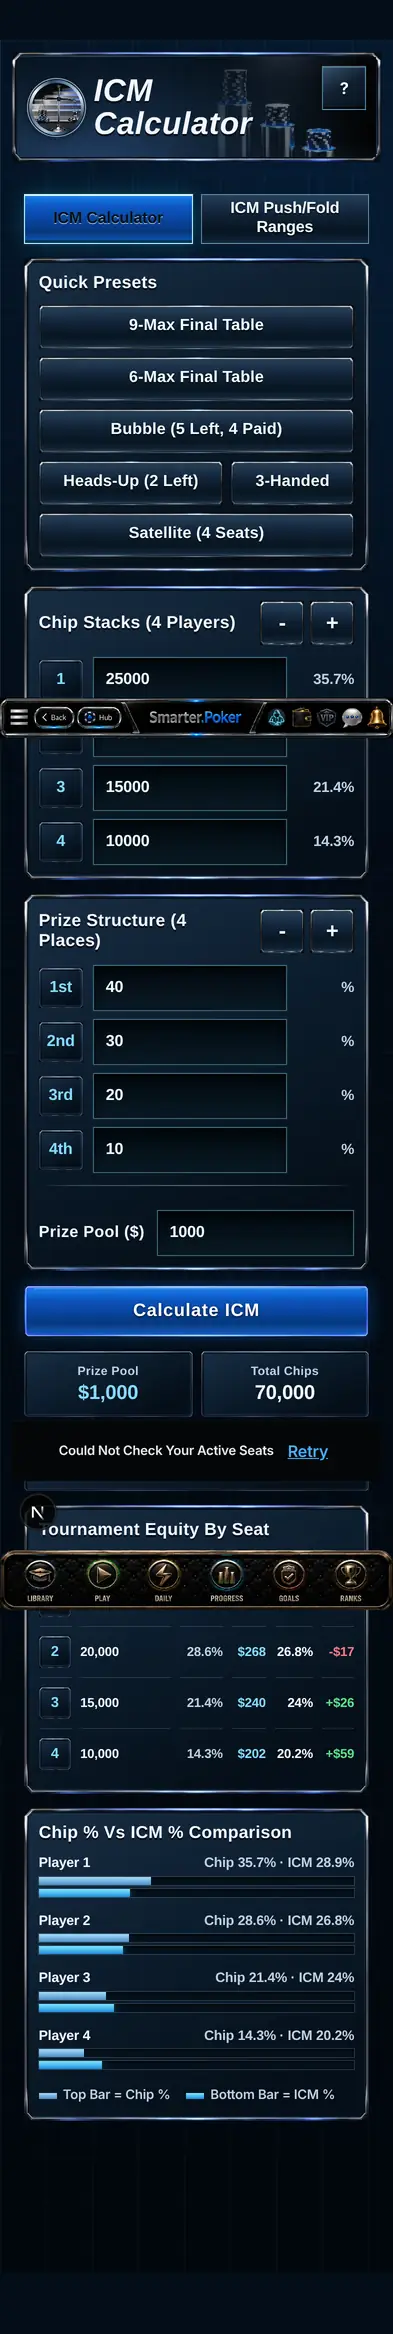 ICM
Calculator
?
ICM Calculator
ICM Push/Fold
Ranges
Quick Presets
9-Max Final Table
6-Max Final Table
Bubble (5 Left, 4 Paid)
Heads-Up (2 Left)
3-Handed
Satellite (4 Seats)
Chip Stacks (4 Players)
-
+
1
25000
35.7%
Back
Hub
Smarter.Poker
VIP
3
15000
21.4%
4
10000
14.3%
Prize Structure (4
Places)
-
+
1st
40
%
2nd
30
%
3rd
20
%
4th
10
%
Prize Pool ($)
1000
Calculate ICM
Prize Pool
$1,000
Total Chips
70,000
Could Not Check Your Active Seats
Retry
N
Tournament Equity By Seat
LIBRARY
PLAY
DAILY
PROGRESS
GOALS
RANKS
2 20,000 28.6% $268 26.8% -$17
3 15,000 21.4% $240 24% +$26
4 10,000 14.3% $202 20.2% +$59
Chip % Vs ICM % Comparison
Player 1 Chip 35.7% · ICM 28.9%
Player 2 Chip 28.6% · ICM 26.8%
Player 3 Chip 21.4% · ICM 24%
Player 4 Chip 14.3% · ICM 20.2%
Top Bar = Chip % Bottom Bar = ICM %